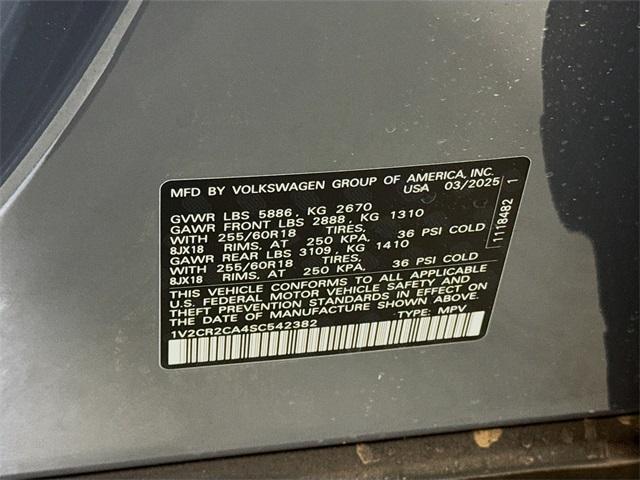 MFD BY VOLKSWAGEN GROUP OF AMERICA, INC.
USA 03/2025
GVWR LBS 5886, KG 2670
GAWR FRONT LBS 2888, KG 1310
WITH 255/60R18 TIRES,
8JX18 RIMS, AT 250 KPA, 36 PSI COLD
GAWR REAR LBS 3109, KG 1410
WITH 255/60R18 TIRES,
8JX18 RIMS, AT 250 KPA, 36 PSI COLD
THIS VEHICLE CONFORMS TO ALL APPLICABLE
U.S. FEDERAL MOTOR VEHICLE SAFETY AND
THEFT PREVENTION STANDARDS IN EFFECT ON
THE DATE OF MANUFACTURE SHOWN ABOVE.
1V2CR2CA4SC542382 TYPE: MPV
1118482 1